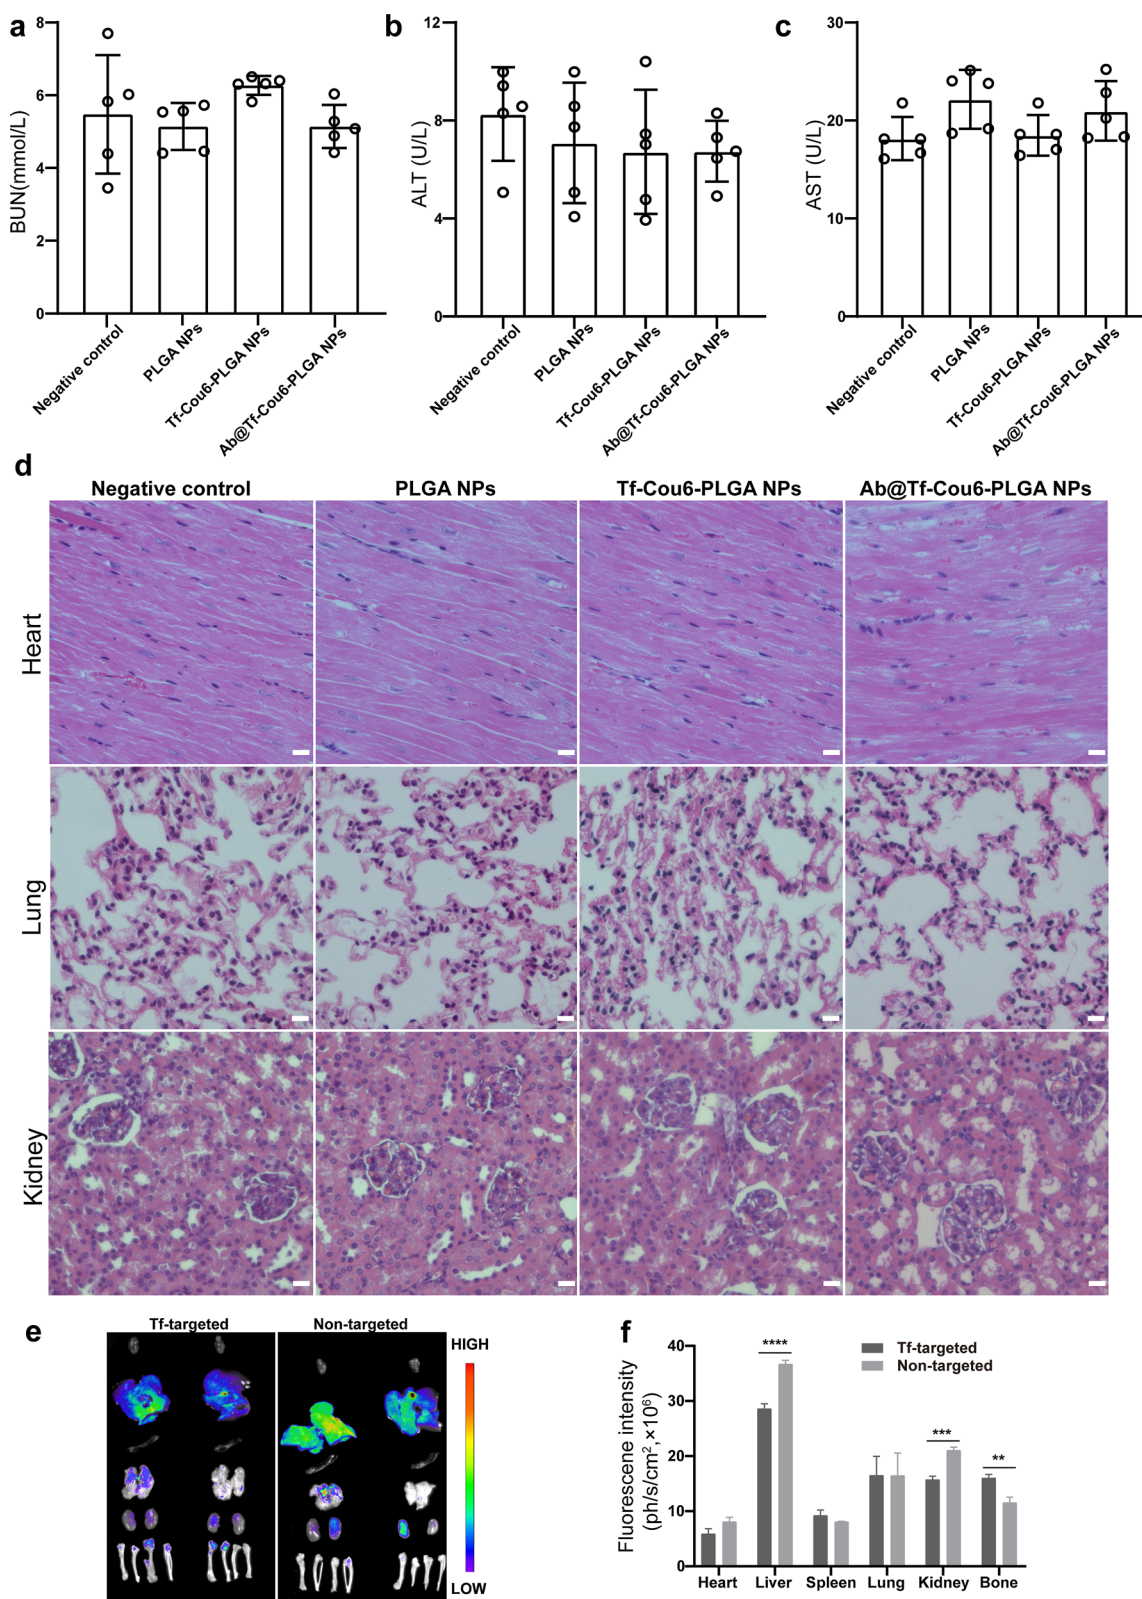 a
8
6
4
2
0
BUN(mmol/L)
Negative control
PLGA NPs
Tf-Cou6-PLGA NPs
Ab@Tf-Cou6-PLGA NPs
b
12
8
4
0
ALT (U/L)
Negative control
PLGA NPs
Tf-Cou6-PLGA NPs
Ab@Tf-Cou6-PLGA NPs
c
30
20
10
0
AST (U/L)
Negative control
PLGA NPs
Tf-Cou6-PLGA NPs
Ab@Tf-Cou6-PLGA NPs
d
Negative control PLGA NPs Tf-Cou6-PLGA NPs Ab@Tf-Cou6-PLGA NPs
Heart
Lung
Kidney
e
Tf-targeted Non-targeted
HIGH
LOW
f
Fluorescene intensity
(ph/s/cm², ×10⁶)
40
30
20
10
0
Tf-targeted
Non-targeted
****
***
**
Heart Liver Spleen Lung Kidney Bone